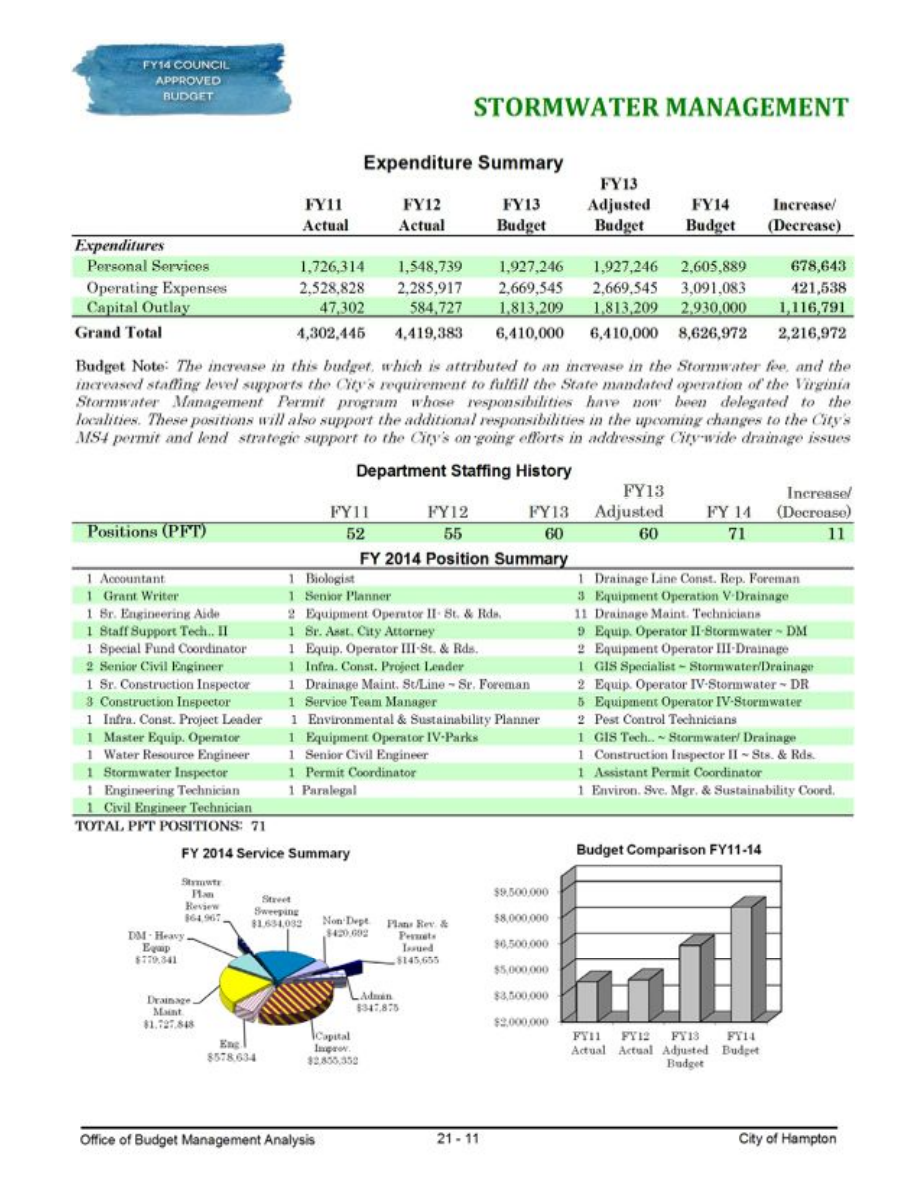 FY14 COUNCIL
APPROVED
BUDGET
STORMWATER MANAGEMENT
Expenditure Summary
FY11 Actual FY12 Actual FY13 Budget FY13 Adjusted Budget FY14 Budget Increase/ (Decrease)
Expenditures
Personal Services 1,726,314 1,548,739 1,927,246 1,927,246 2,605,889 678,643
Operating Expenses 2,528,828 2,285,917 2,669,545 2,669,545 3,091,083 421,538
Capital Outlay 47,302 584,727 1,813,209 1,813,209 2,930,000 1,116,791
Grand Total 4,302,445 4,419,383 6,410,000 6,410,000 8,626,972 2,216,972
Budget Note: The increase in this budget, which is attributed to an increase in the Stormwater fee, and the
increased staffing level supports the City's requirement to fulfill the State mandated operation of the Virginia
Stormwater Management Permit program whose responsibilities have now been delegated to the
localities. These positions will also support the additional responsibilities in the upcoming changes to the City's
MS4 permit and lend strategic support to the City's on-going efforts in addressing City-wide drainage issues
Department Staffing History
FY11 FY12 FY13 FY13 Adjusted FY 14 Increase/ (Decrease)
Positions (PFT) 52 55 60 60 71 11
FY 2014 Position Summary
1 Accountant 1 Biologist 1 Drainage Line Const. Rep. Foreman
1 Grant Writer 1 Senior Planner 3 Equipment Operation V-Drainage
1 Sr. Engineering Aide 2 Equipment Operator II- St. & Rds. 11 Drainage Maint. Technicians
1 Staff Support Tech.. II 1 Sr. Asst. City Attorney 9 Equip. Operator II-Stormwater ~ DM
1 Special Fund Coordinator 1 Equip. Operator III-St. & Rds. 2 Equipment Operator III-Drainage
2 Senior Civil Engineer 1 Infra. Const. Project Leader 1 GIS Specialist ~ Stormwater/Drainage
1 Sr. Construction Inspector 1 Drainage Maint. St/Line ~ Sr. Foreman 2 Equip. Operator IV-Stormwater ~ DR
3 Construction Inspector 1 Service Team Manager 5 Equipment Operator IV-Stormwater
1 Infra. Const. Project Leader 1 Environmental & Sustainability Planner 2 Pest Control Technicians
1 Master Equip. Operator 1 Equipment Operator IV-Parks 1 GIS Tech.. ~ Stormwater/ Drainage
1 Water Resource Engineer 1 Senior Civil Engineer 1 Construction Inspector II ~ Sts. & Rds.
1 Stormwater Inspector 1 Permit Coordinator 1 Assistant Permit Coordinator
1 Engineering Technician 1 Paralegal 1 Environ. Svc. Mgr. & Sustainability Coord.
1 Civil Engineer Technician
TOTAL PFT POSITIONS: 71
FY 2014 Service Summary
Strmwtr
Plan
Review
$64,967
Street
Sweeping
$1,634,032
Non-Dept.
$420,692
Plans Rev. &
Permits
Issued
$145,655
DM - Heavy
Equip
$779,341
Admin.
$347,875
Drainage
Maint.
$1,727,848
Eng.
$578,634
Capital
Improv.
$2,855,352
Budget Comparison FY11-14
$9,500,000
$8,000,000
$6,500,000
$5,000,000
$3,500,000
$2,000,000
FY11 Actual FY12 Actual FY13 Adjusted Budget FY14 Budget
Office of Budget Management Analysis 21 - 11 City of Hampton